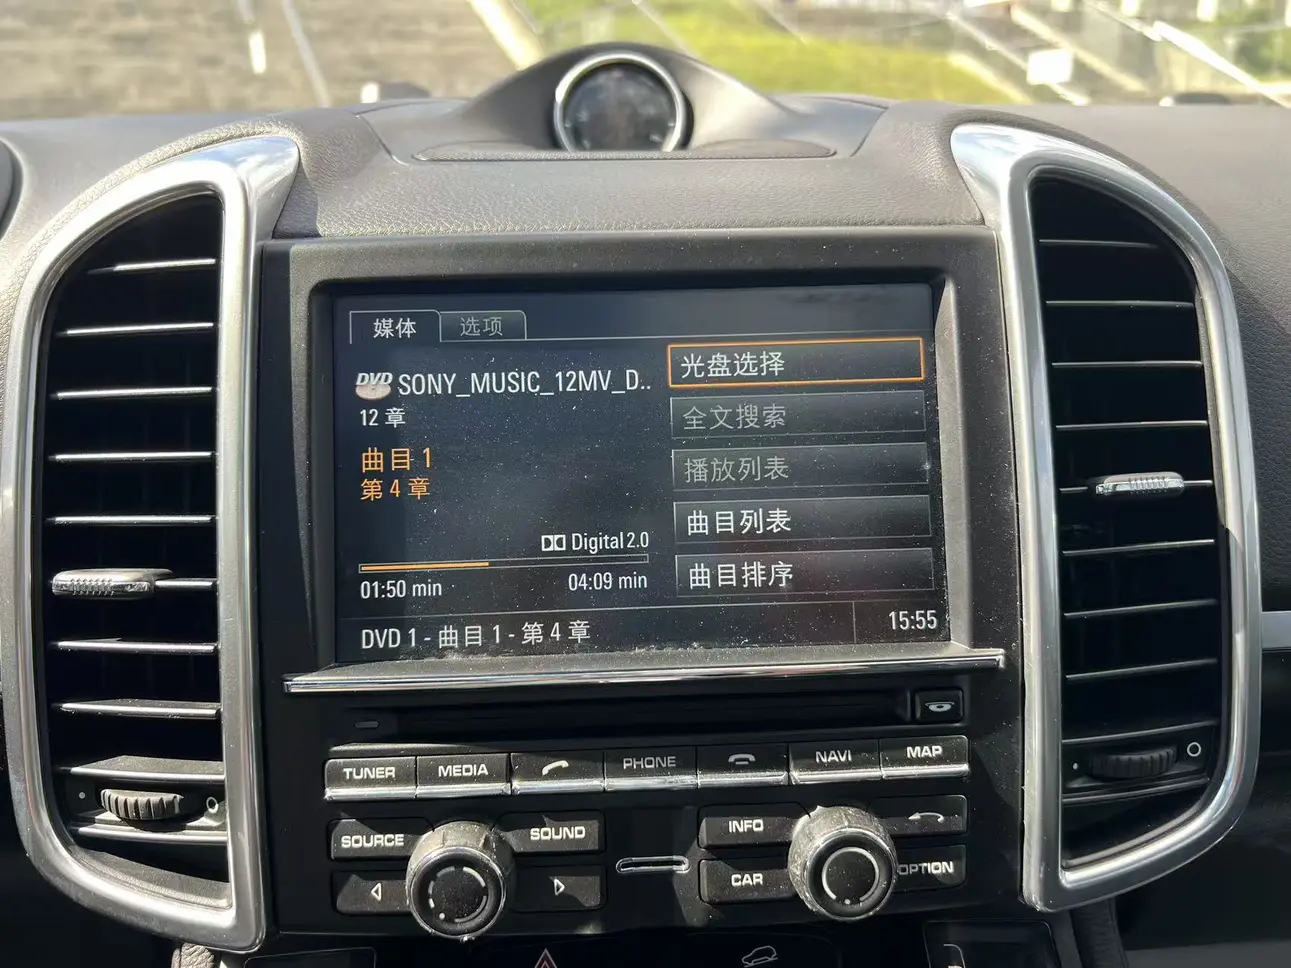 媒体 选项
DVD SONY_MUSIC_12MV_D..
12 章
曲目 1
第 4 章
Digital 2.0
01:50 min 04:09 min
光盘选择
全文搜索
播放列表
曲目列表
曲目排序
DVD 1 - 曲目 1 - 第 4 章 15:55
TUNER MEDIA PHONE NAVI MAP
SOURCE SOUND INFO
CAR OPTION